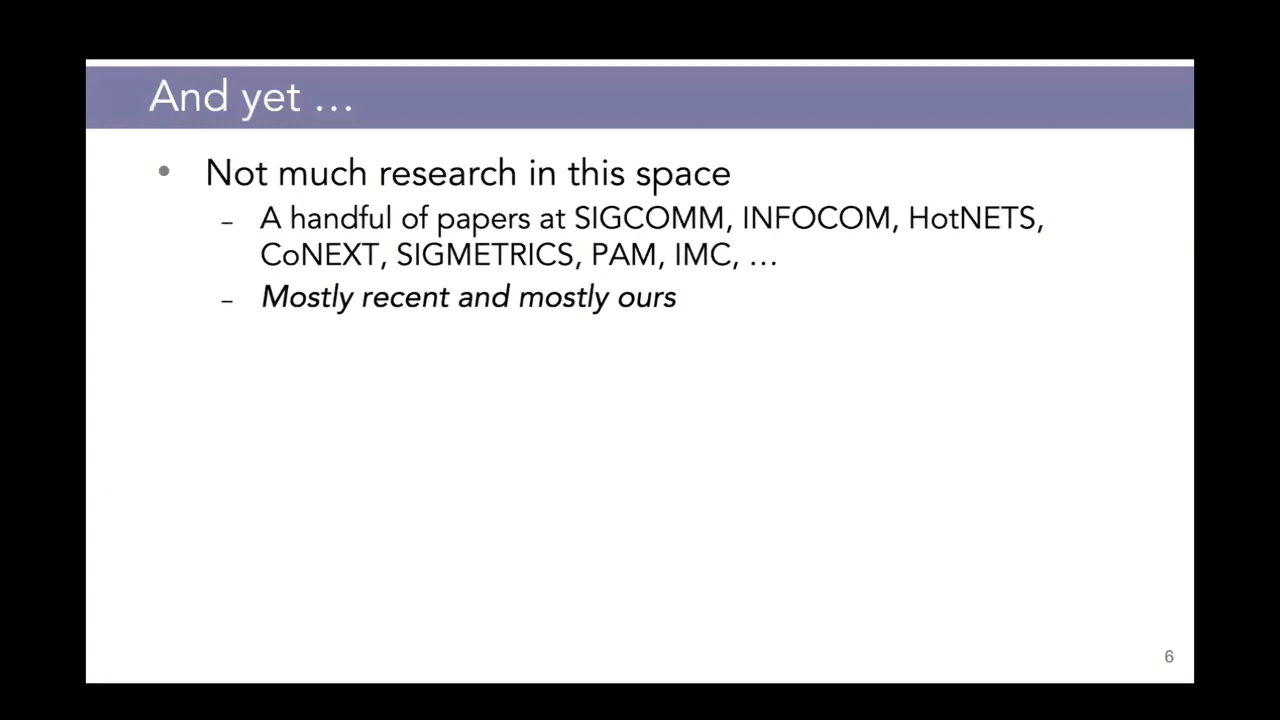 And yet …
• Not much research in this space
– A handful of papers at SIGCOMM, INFOCOM, HotNETS,
CoNEXT, SIGMETRICS, PAM, IMC, …
– Mostly recent and mostly ours
6